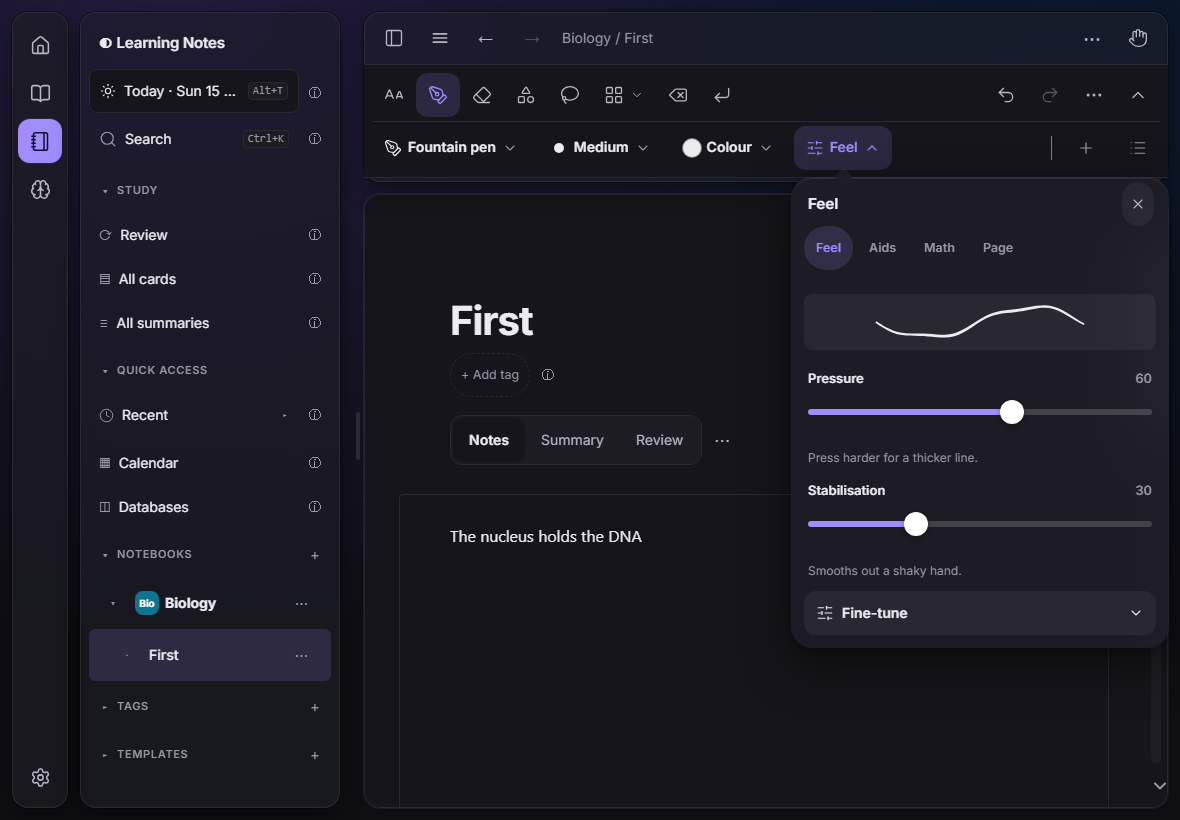 Learning Notes
Today · Sun 15 ...
Alt+T
Search
Ctrl+K
STUDY
Review
All cards
All summaries
QUICK ACCESS
Recent
Calendar
Databases
NOTEBOOKS
Bio Biology
First
TAGS
TEMPLATES
Biology / First
AA
Fountain pen
Medium
Colour
Feel
First
+ Add tag
Notes
Summary
Review
The nucleus holds the DNA
Feel
Feel
Aids
Math
Page
Pressure
60
Press harder for a thicker line.
Stabilisation
30
Smooths out a shaky hand.
Fine-tune